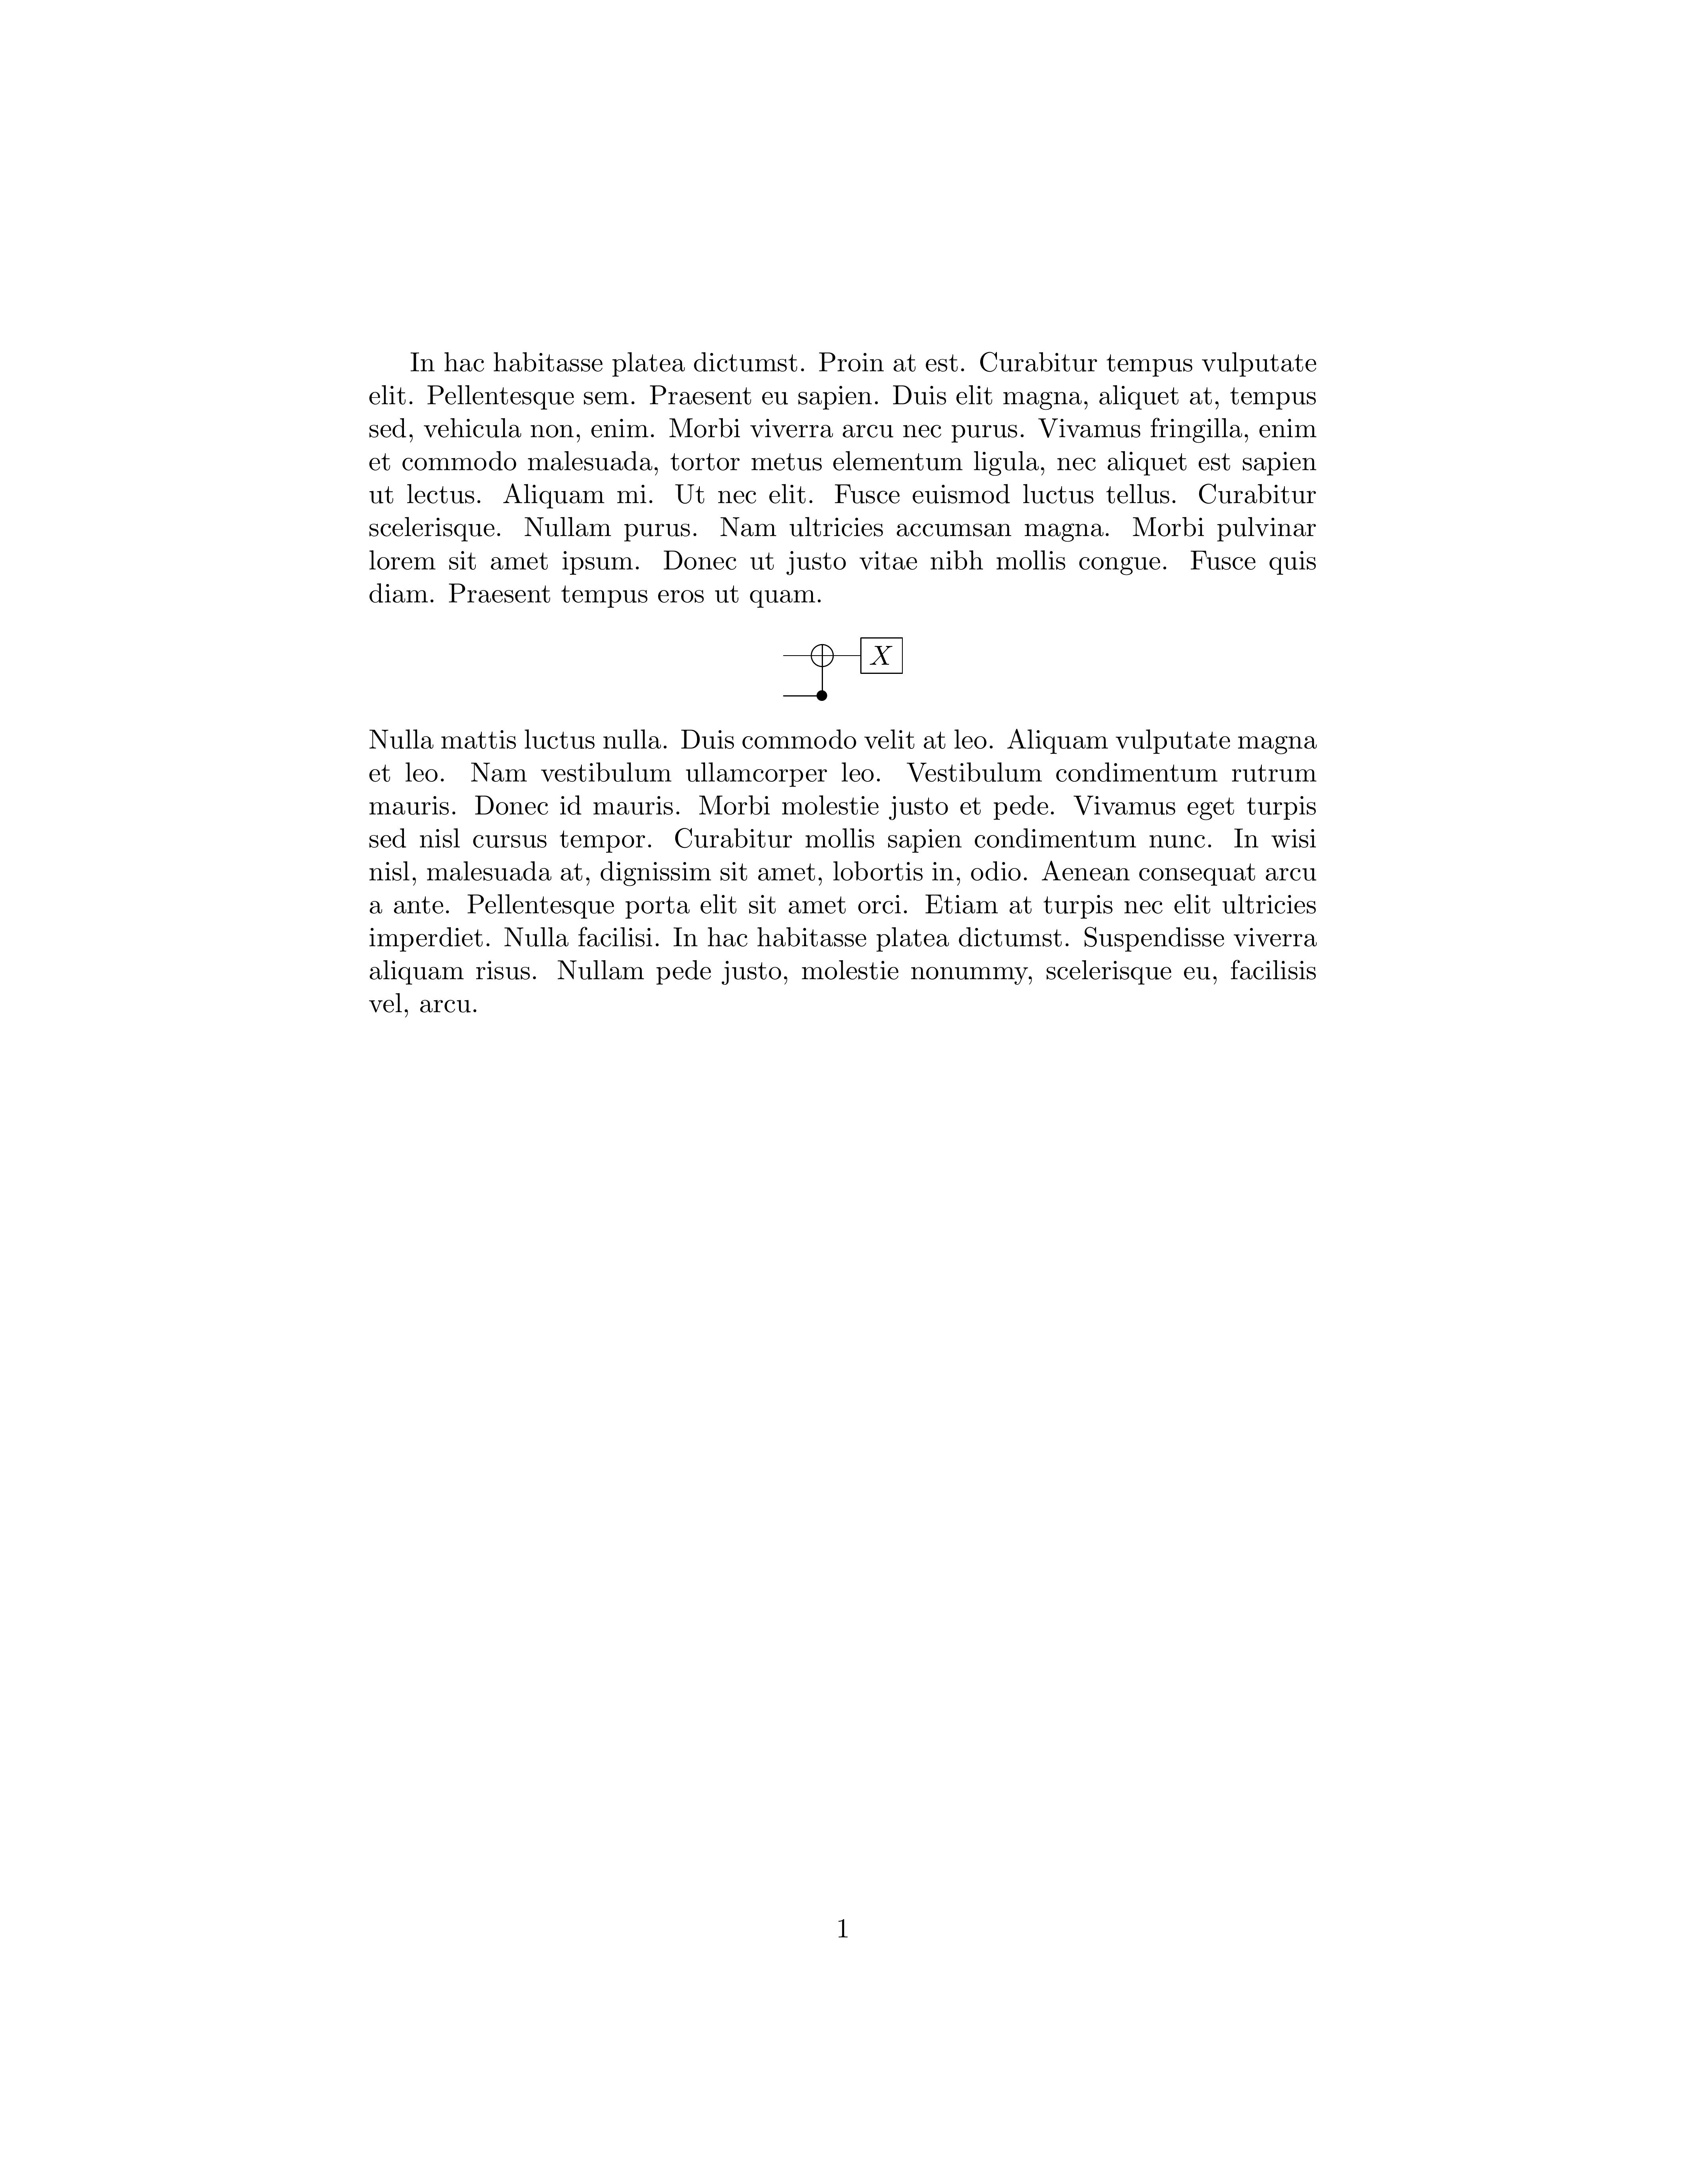 In hac habitasse platea dictumst. Proin at est. Curabitur tempus vulputate
elit. Pellentesque sem. Praesent eu sapien. Duis elit magna, aliquet at, tempus
sed, vehicula non, enim. Morbi viverra arcu nec purus. Vivamus fringilla, enim
et commodo malesuada, tortor metus elementum ligula, nec aliquet est sapien
ut lectus. Aliquam mi. Ut nec elit. Fusce euismod luctus tellus. Curabitur
scelerisque. Nullam purus. Nam ultricies accumsan magna. Morbi pulvinar
lorem sit amet ipsum. Donec ut justo vitae nibh mollis congue. Fusce quis
diam. Praesent tempus eros ut quam.
X
Nulla mattis luctus nulla. Duis commodo velit at leo. Aliquam vulputate magna
et leo. Nam vestibulum ullamcorper leo. Vestibulum condimentum rutrum
mauris. Donec id mauris. Morbi molestie justo et pede. Vivamus eget turpis
sed nisl cursus tempor. Curabitur mollis sapien condimentum nunc. In wisi
nisl, malesuada at, dignissim sit amet, lobortis in, odio. Aenean consequat arcu
a ante. Pellentesque porta elit sit amet orci. Etiam at turpis nec elit ultricies
imperdiet. Nulla facilisi. In hac habitasse platea dictumst. Suspendisse viverra
aliquam risus. Nullam pede justo, molestie nonummy, scelerisque eu, facilisis
vel, arcu.
1